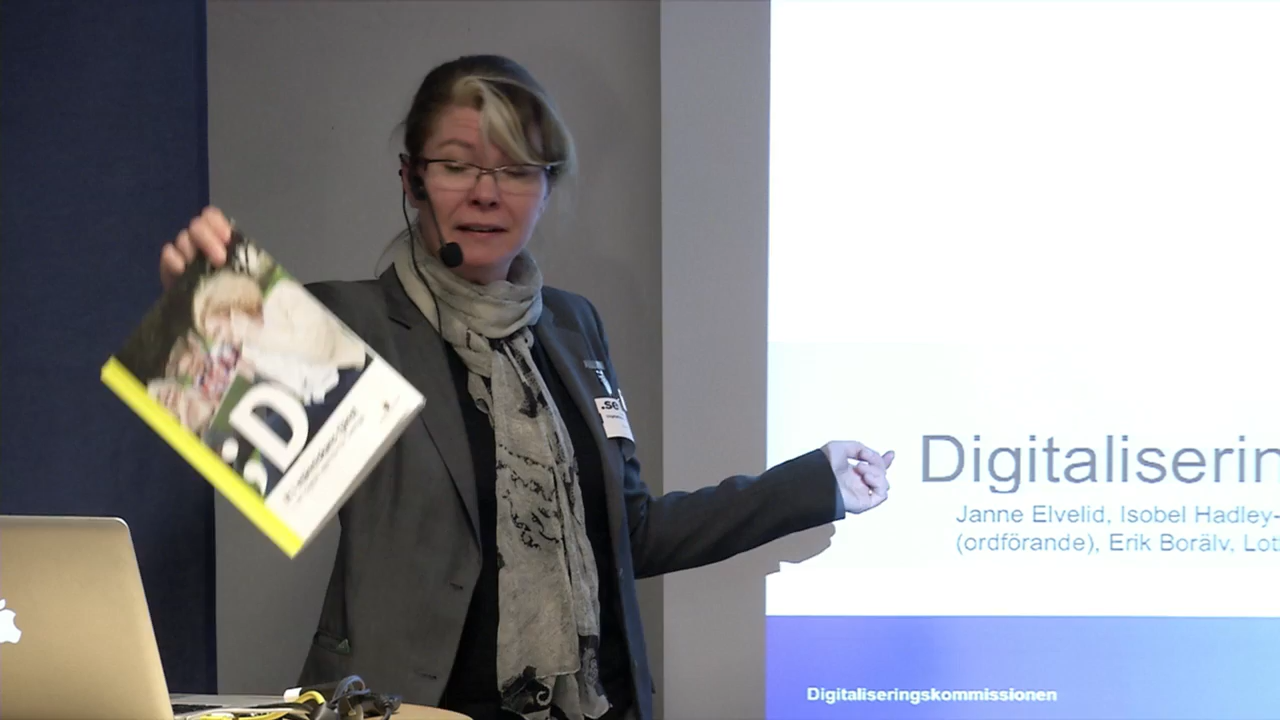 Digitaliserin
Janne Elvelid, Isobel Hadley-
(ordförande), Erik Borälv, Lot
Digitaliseringskommissionen
.se